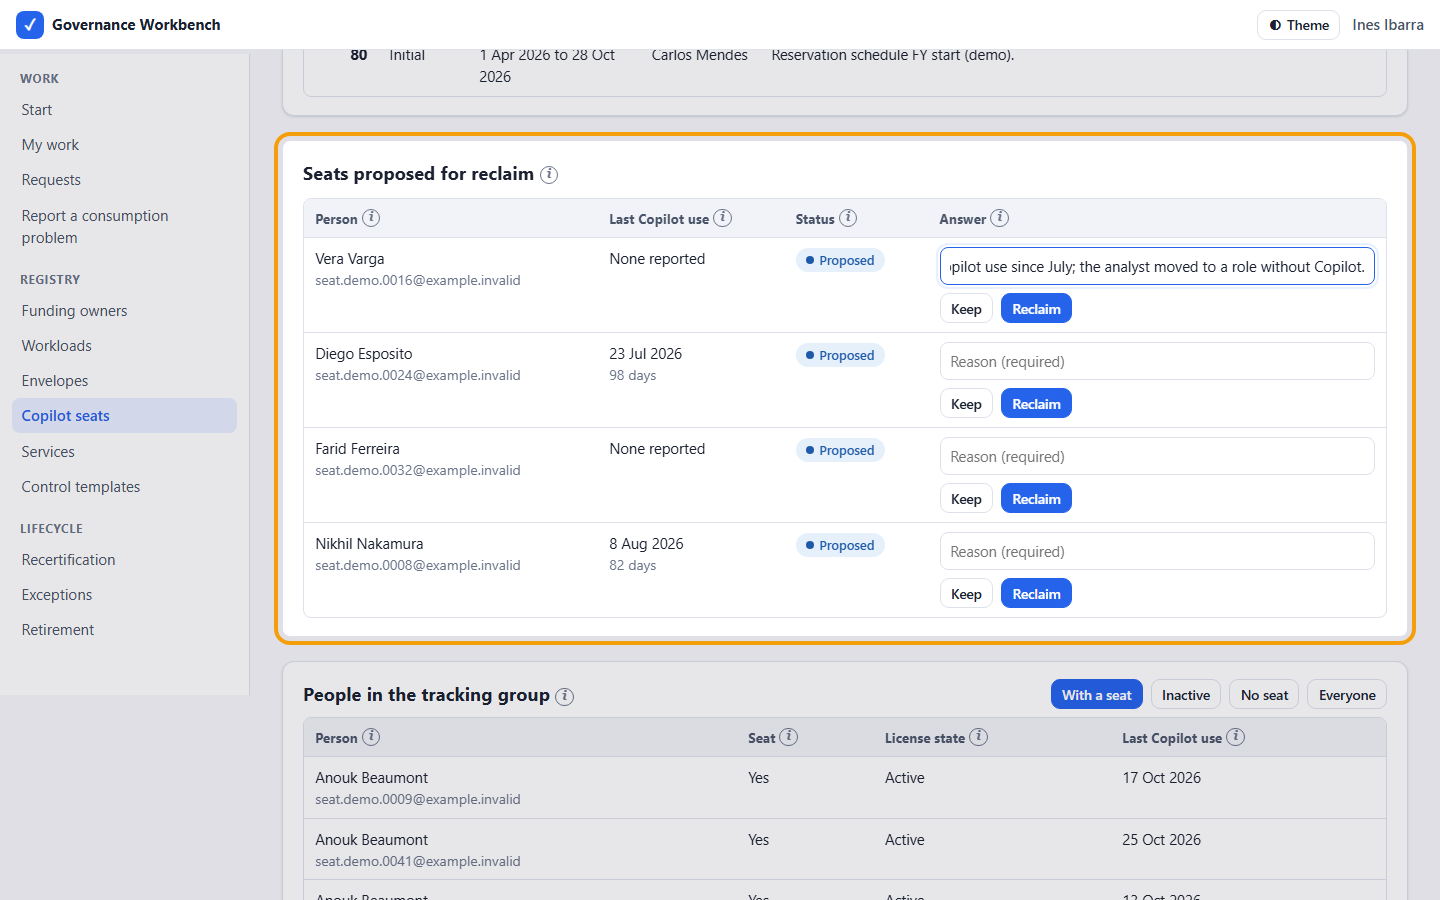 Governance Workbench
Theme
Ines Ibarra
WORK
Start
My work
Requests
Report a consumption
problem
REGISTRY
Funding owners
Workloads
Envelopes
Copilot seats
Services
Control templates
LIFECYCLE
Recertification
Exceptions
Retirement
80 Initial 1 Apr 2026 to 28 Oct Carlos Mendes Reservation schedule FY start (demo).
2026
Seats proposed for reclaim
Person Last Copilot use Status Answer
Vera Varga None reported Proposed
seat.demo.0016@example.invalid
opilot use since July; the analyst moved to a role without Copilot.
Keep Reclaim
Diego Esposito 23 Jul 2026 Proposed Reason (required)
seat.demo.0024@example.invalid 98 days
Keep Reclaim
Farid Ferreira None reported Proposed Reason (required)
seat.demo.0032@example.invalid
Keep Reclaim
Nikhil Nakamura 8 Aug 2026 Proposed Reason (required)
seat.demo.0008@example.invalid 82 days
Keep Reclaim
People in the tracking group
With a seat Inactive No seat Everyone
Person Seat License state Last Copilot use
Anouk Beaumont Yes Active 17 Oct 2026
seat.demo.0009@example.invalid
Anouk Beaumont Yes Active 25 Oct 2026
seat.demo.0041@example.invalid
Anouk Beaumont Yes Active 13 Oct 2026